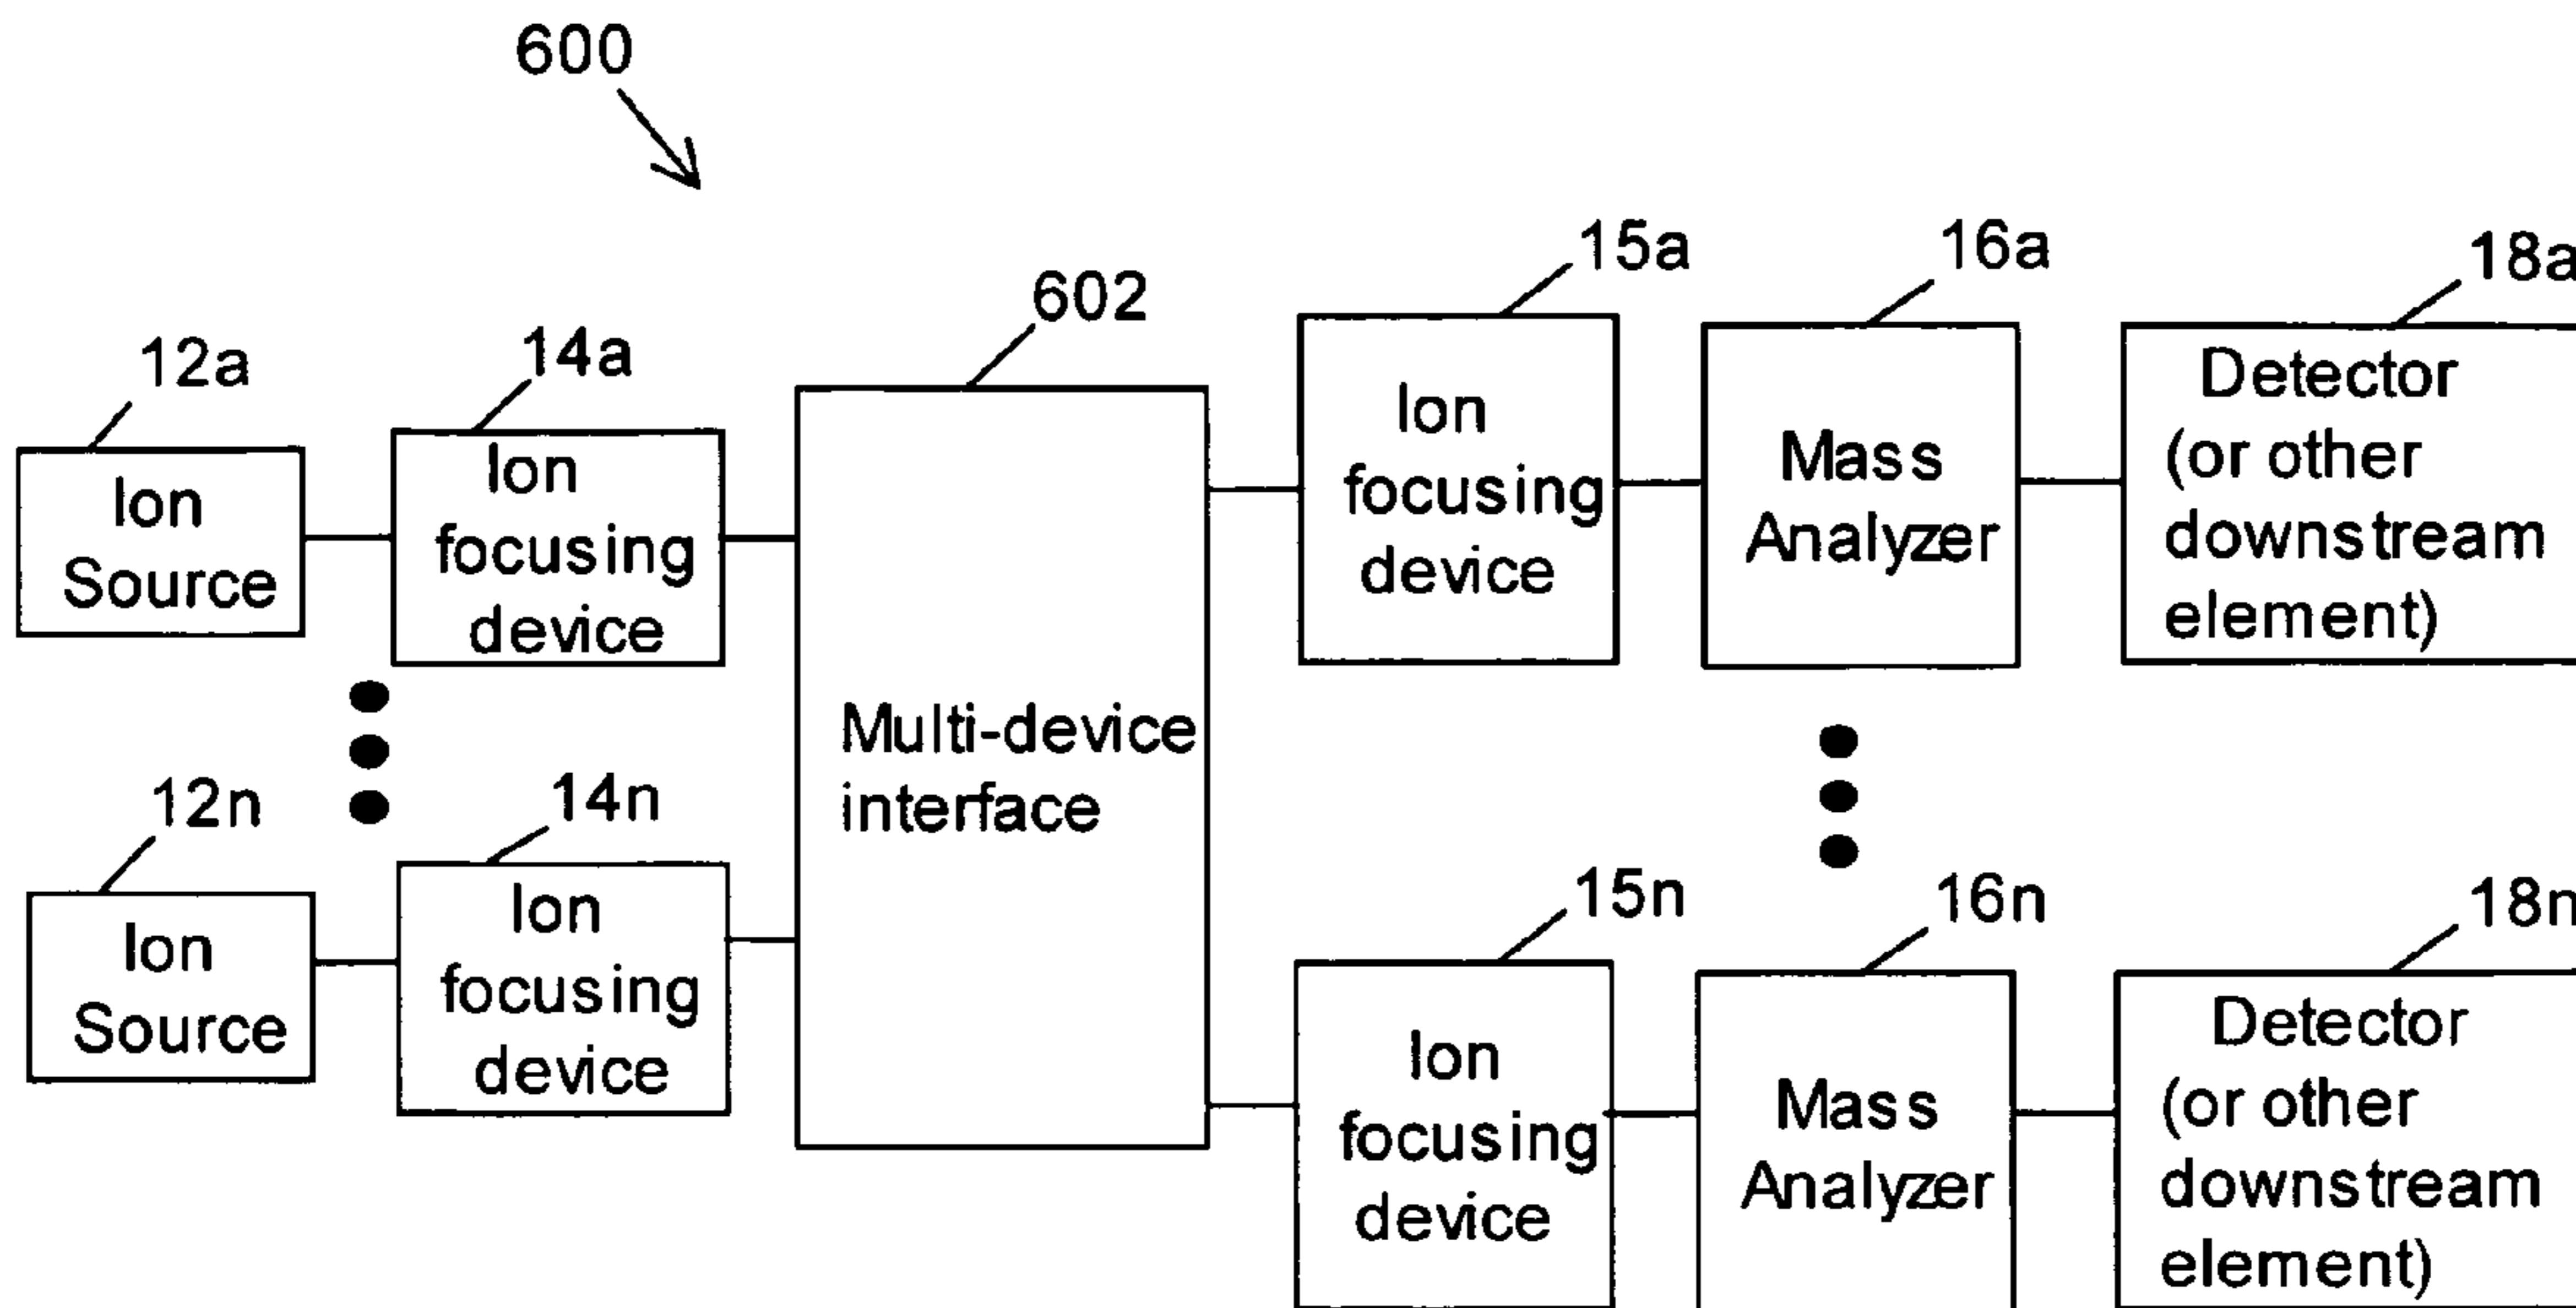 600
12a
Ion
Source
14a
Ion
focusing
device
602
Multi-device
interface
15a
Ion
focusing
device
16a
Mass
Analyzer
18a
Detector
(or other
downstream
element)
12n
Ion
Source
14n
Ion
focusing
device
15n
Ion
focusing
device
16n
Mass
Analyzer
18n
Detector
(or other
downstream
element)